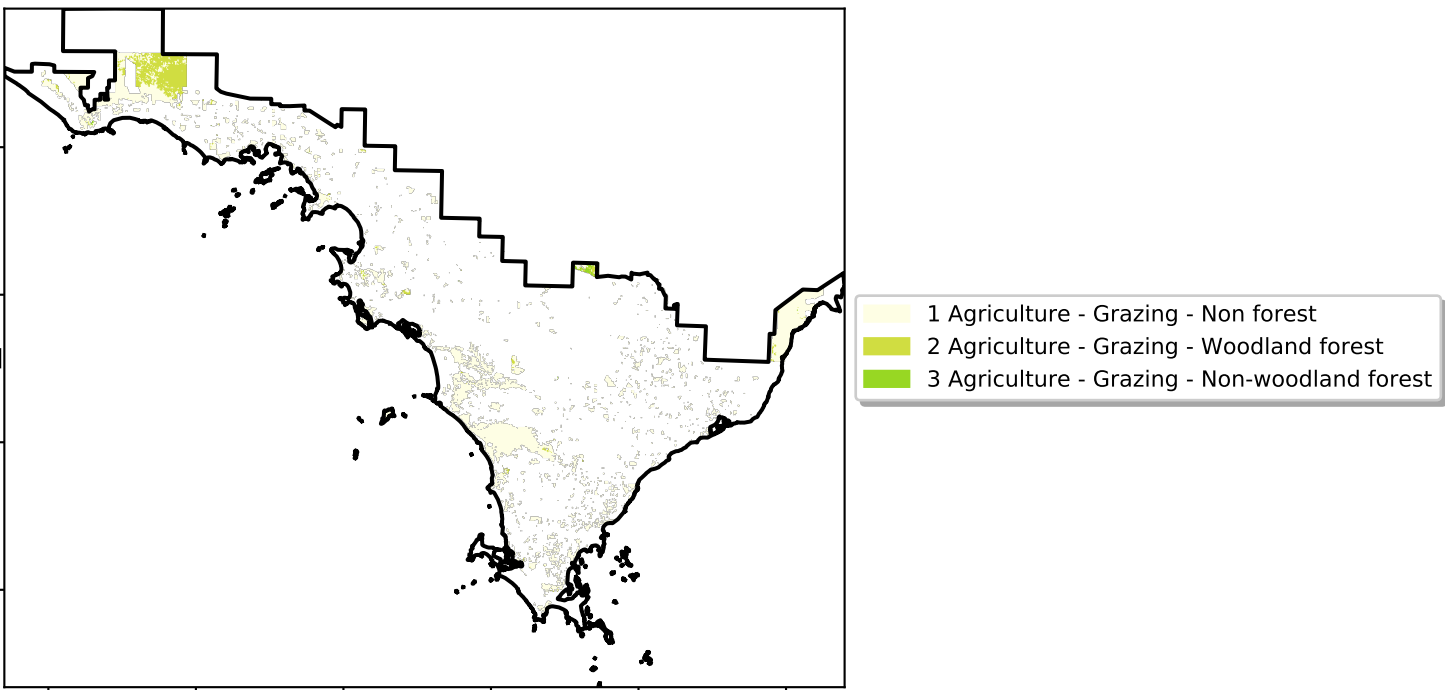 1 Agriculture - Grazing - Non forest
2 Agriculture - Grazing - Woodland forest
3 Agriculture - Grazing - Non-woodland forest